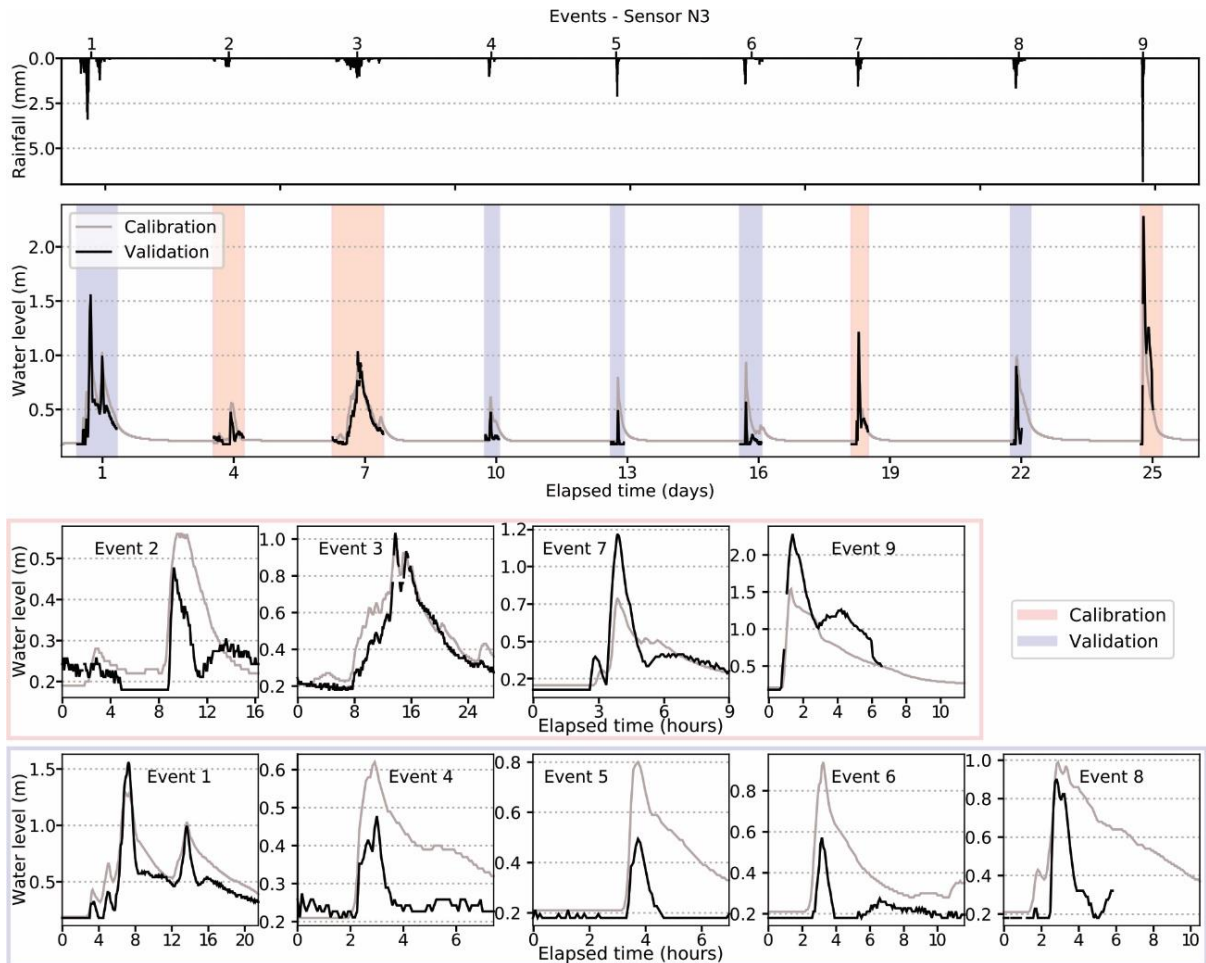 Events - Sensor N3
1 2 3 4 5 6 7 8 9
0.0
2.5
5.0
Rainfall (mm)
Calibration
Validation
2.0
1.5
1.0
0.5
Water level (m)
1 4 7 10 13 16 19 22 25
Elapsed time (days)
Event 2
0.5
0.4
0.3
0.2
Water level (m)
0 4 8 12 16
Event 3
1.0
0.8
0.6
0.4
0.2
0 8 16 24
Event 7
1.2
1.0
0.7
0.5
0.2
3 6 9
Event 9
2.0
1.5
1.0
0.5
0 2 4 6 8 10
Elapsed time (hours)
Calibration
Validation
Event 1
1.5
1.0
0.5
Water level (m)
0 4 8 12 16 20
Event 4
0.6
0.5
0.4
0.3
0.2
0 2 4 6
Event 5
0.8
0.6
0.4
0.2
0 2 4 6
Event 6
0.8
0.6
0.4
0.2
0 2 4 6 8 10
Event 8
1.0
0.8
0.6
0.4
0.2
0 2 4 6 8 10
Elapsed time (hours)